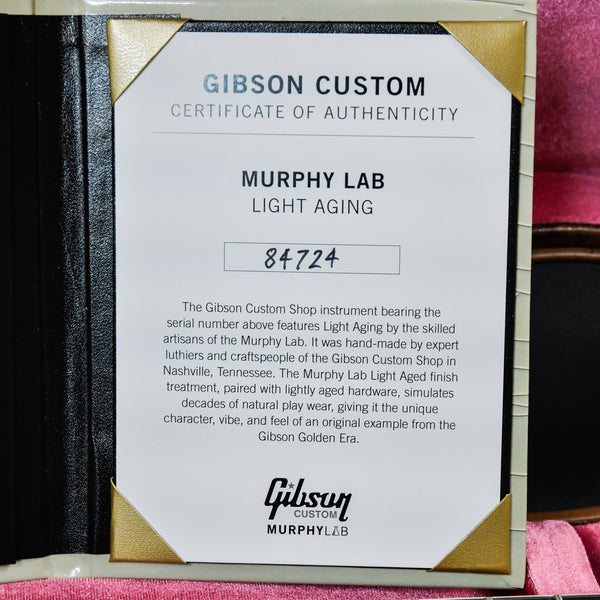 GIBSON CUSTOM
CERTIFICATE OF AUTHENTICITY
MURPHY LAB
LIGHT AGING
84724
The Gibson Custom Shop instrument bearing the
serial number above features Light Aging by the skilled
artisans of the Murphy Lab. It was hand-made by expert
luthiers and craftspeople of the Gibson Custom Shop in
Nashville, Tennessee. The Murphy Lab Light Aged finish
treatment, paired with lightly aged hardware, simulates
decades of natural play wear, giving it the unique
character, vibe, and feel of an original example from the
Gibson Golden Era.
Gibson
CUSTOM
MURPHYLAB